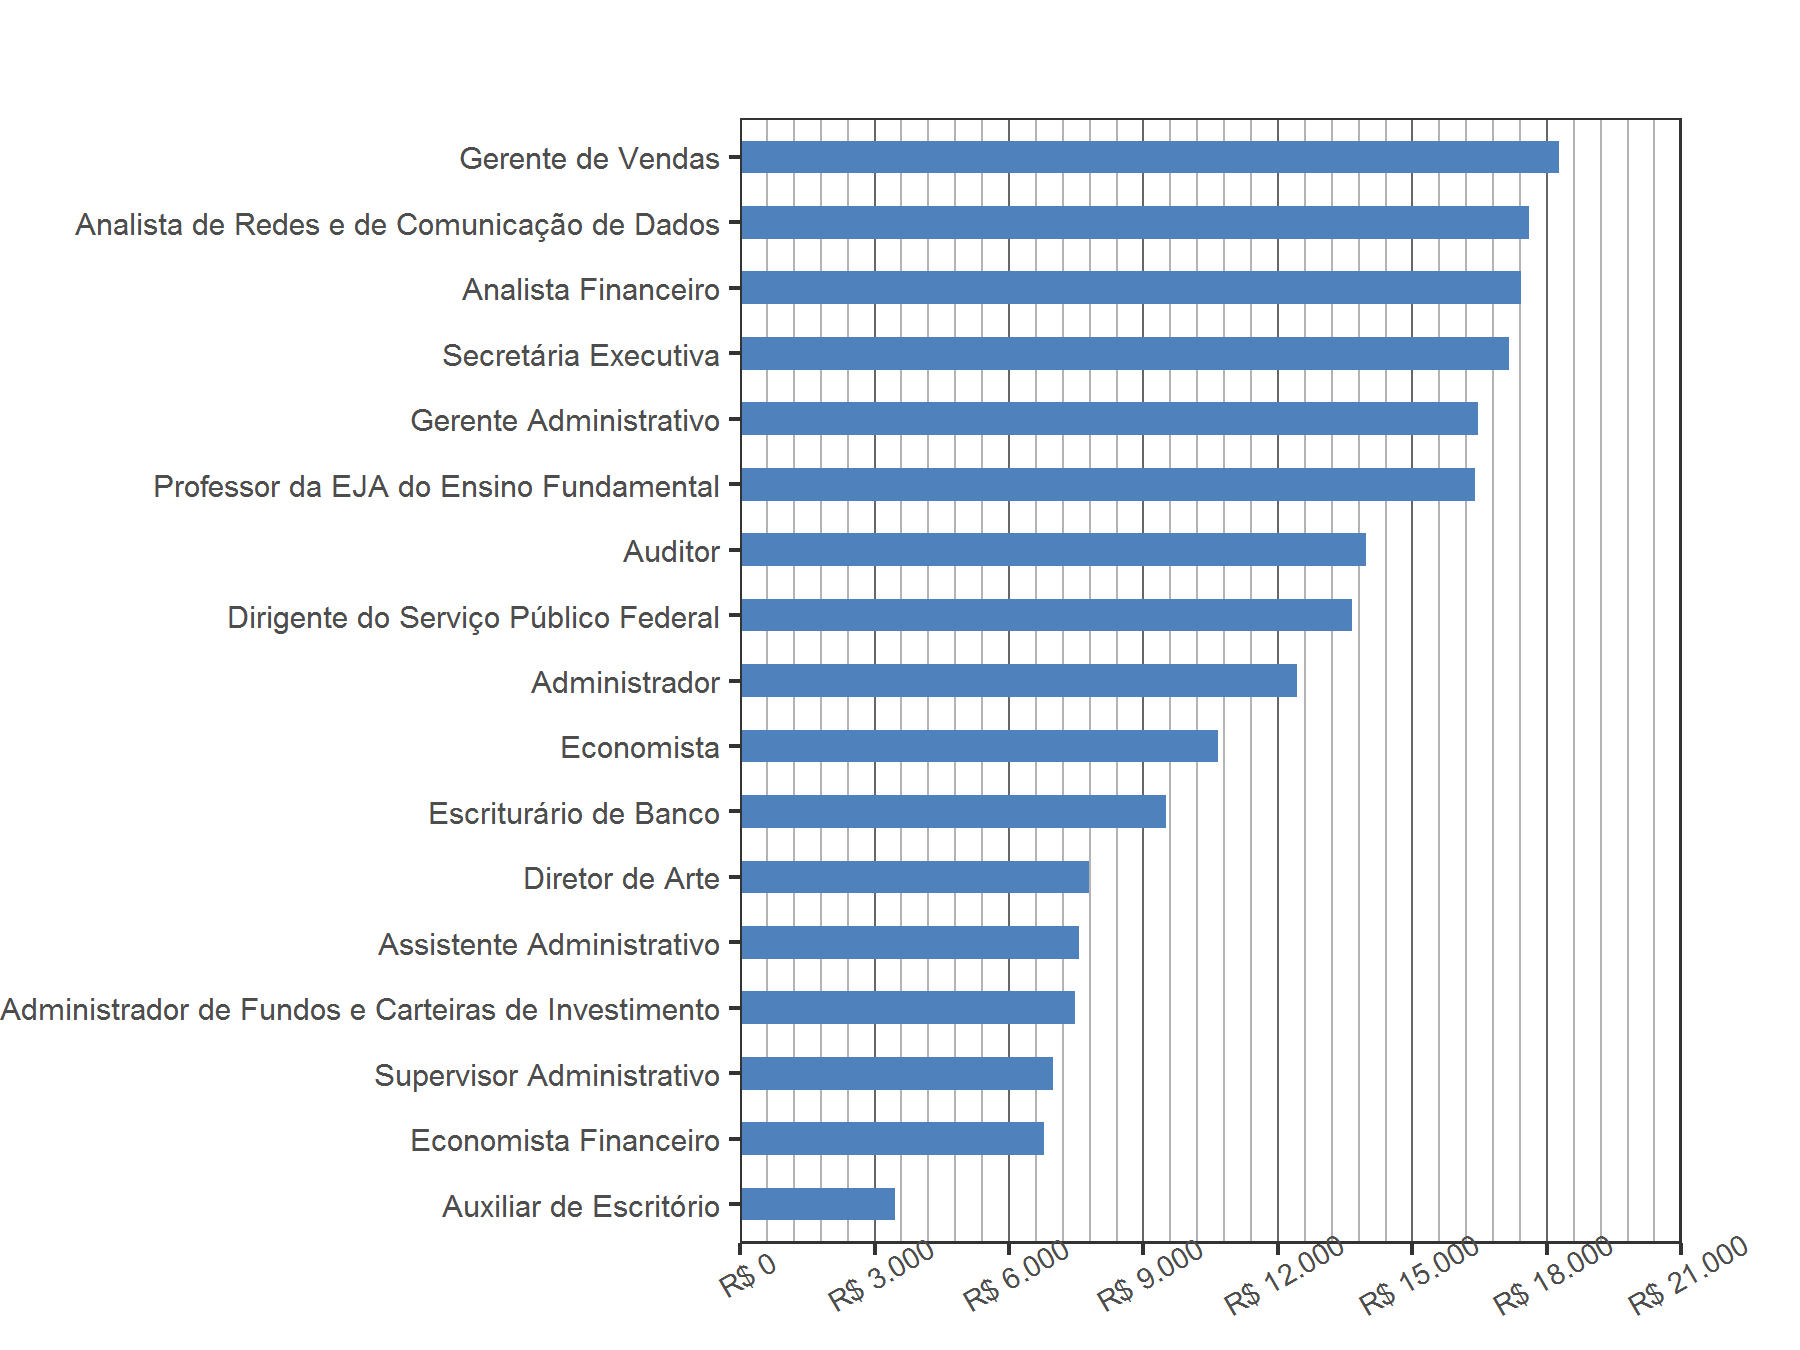 Gerente de Vendas
Analista de Redes e de Comunicação de Dados
Analista Financeiro
Secretária Executiva
Gerente Administrativo
Professor da EJA do Ensino Fundamental
Auditor
Dirigente do Serviço Público Federal
Administrador
Economista
Escriturário de Banco
Diretor de Arte
Assistente Administrativo
Administrador de Fundos e Carteiras de Investimento
Supervisor Administrativo
Economista Financeiro
Auxiliar de Escritório
R$ 0
R$ 3.000
R$ 6.000
R$ 9.000
R$ 12.000
R$ 15.000
R$ 18.000
R$ 21.000